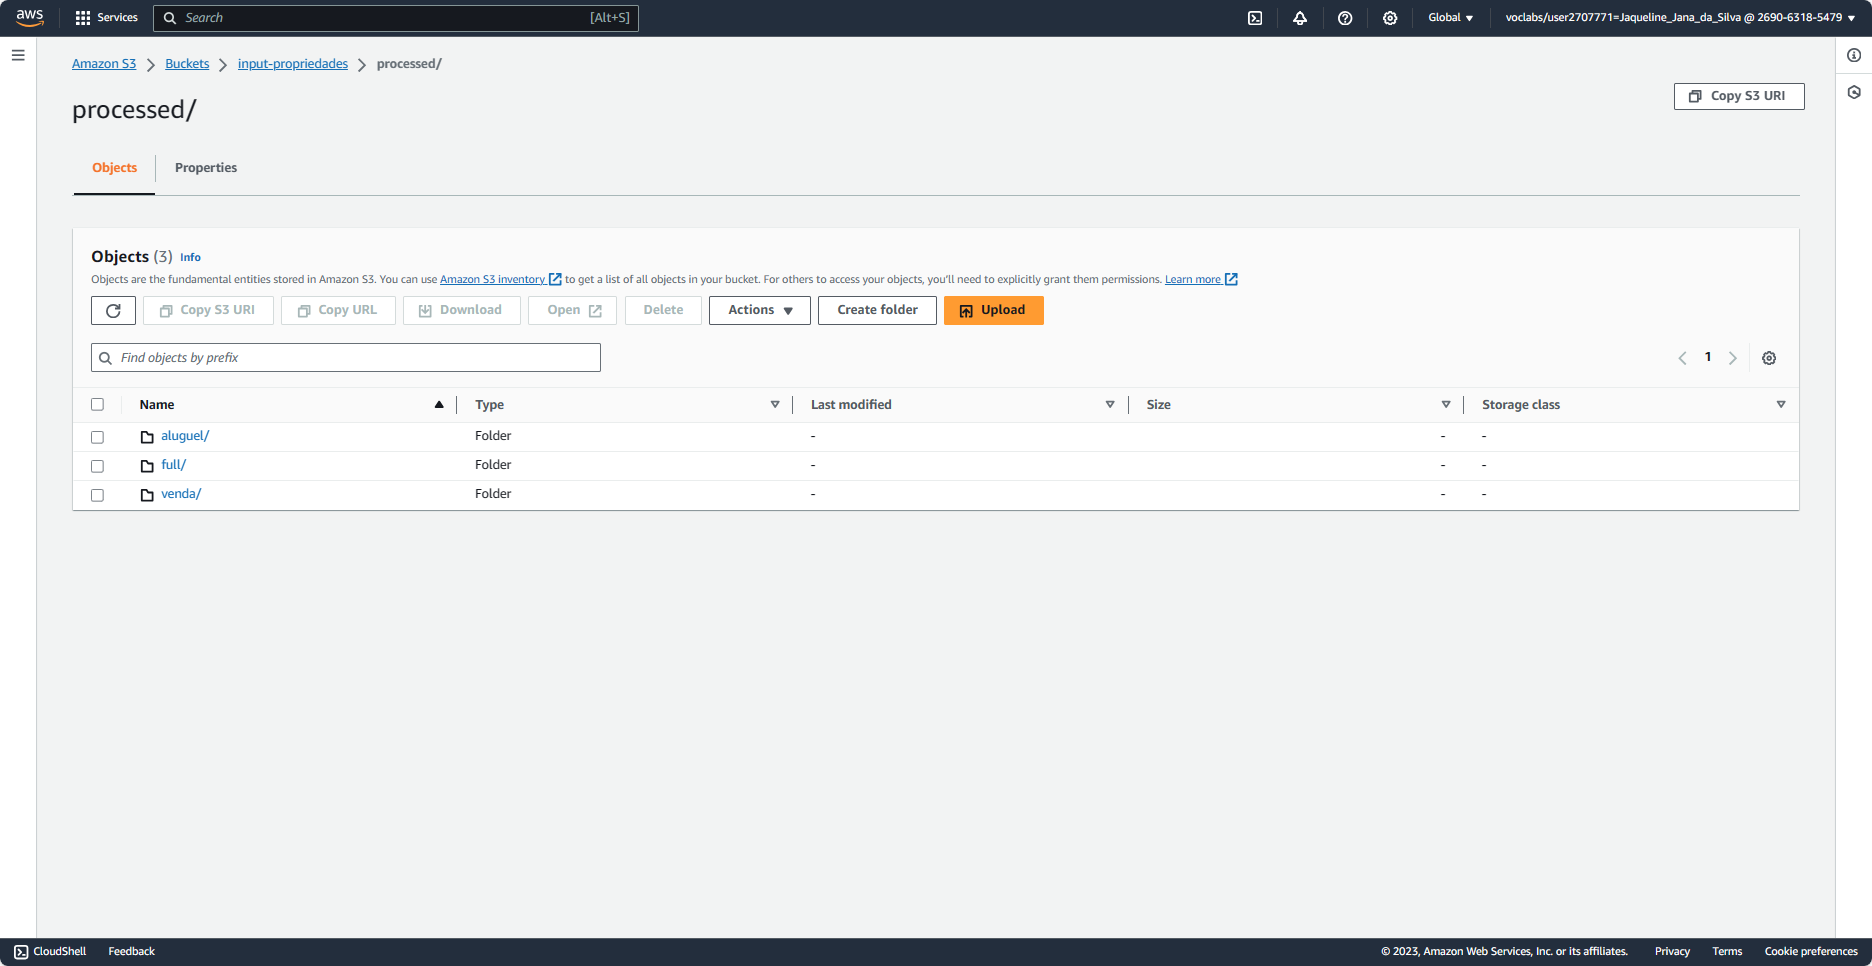 aws Services Search [Alt+S] Global voclabs/user2707771=Jaqueline_Jana_da_Silva @ 2690-6318-5479
Amazon S3 Buckets input-propriedades processed/
processed/
Copy S3 URI
Objects Properties
Objects (3) Info
Objects are the fundamental entities stored in Amazon S3. You can use Amazon S3 inventory to get a list of all objects in your bucket. For others to access your objects, you'll need to explicitly grant them permissions. Learn more
Copy S3 URI Copy URL Download Open Delete Actions Create folder Upload
Find objects by prefix 1
Name Type Last modified Size Storage class
aluguel/ Folder - - -
full/ Folder - - -
venda/ Folder - - -
CloudShell Feedback © 2023, Amazon Web Services, Inc. or its affiliates. Privacy Terms Cookie preferences